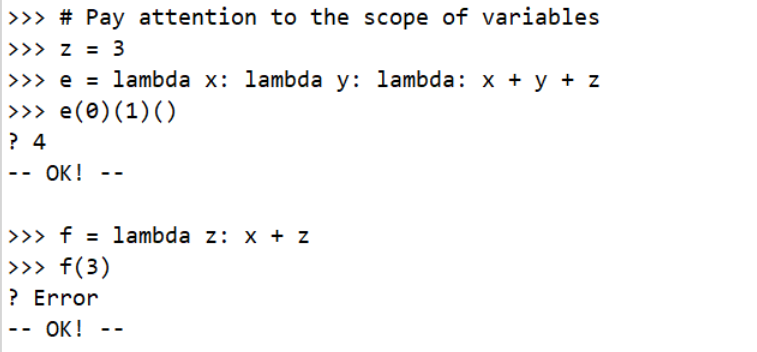 >>> # Pay attention to the scope of variables
>>> z = 3
>>> e = lambda x: lambda y: lambda: x + y + z
>>> e(0)(1)()
? 4
-- OK! --
>>> f = lambda z: x + z
>>> f(3)
? Error
-- OK! --